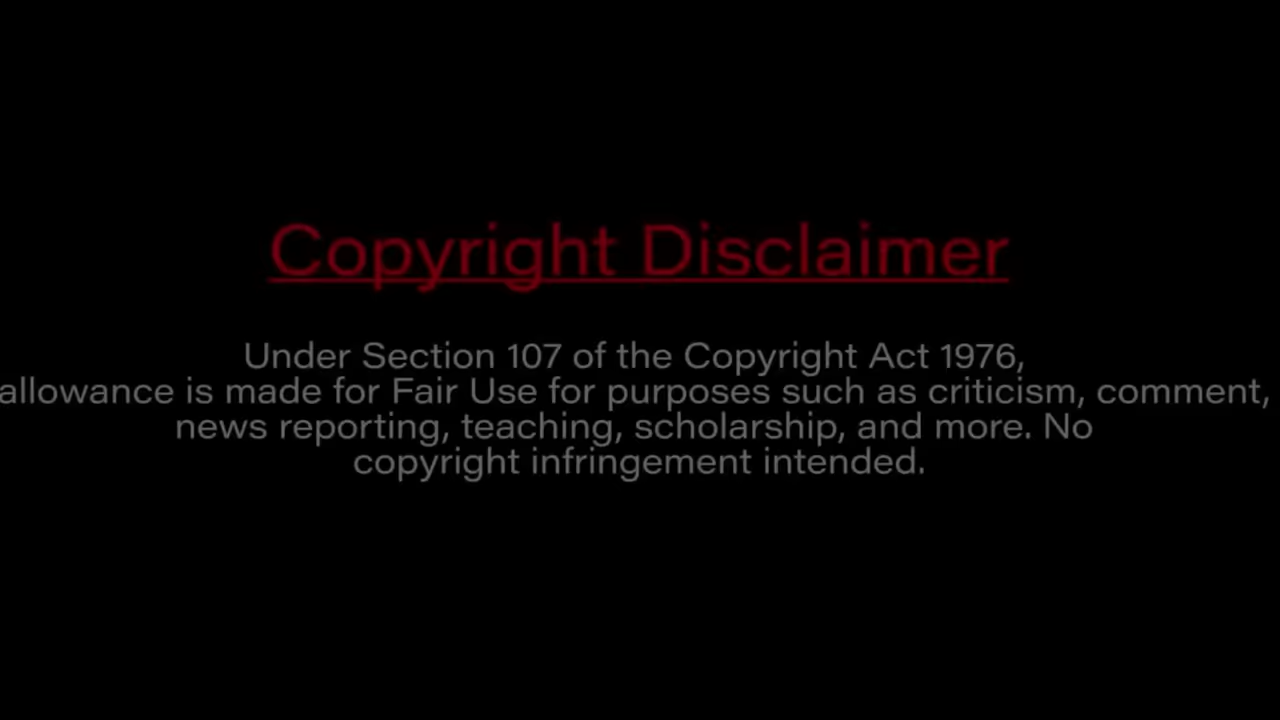 Copyright Disclaimer
Under Section 107 of the Copyright Act 1976,
allowance is made for Fair Use for purposes such as criticism, comment,
news reporting, teaching, scholarship, and more. No
copyright infringement intended.